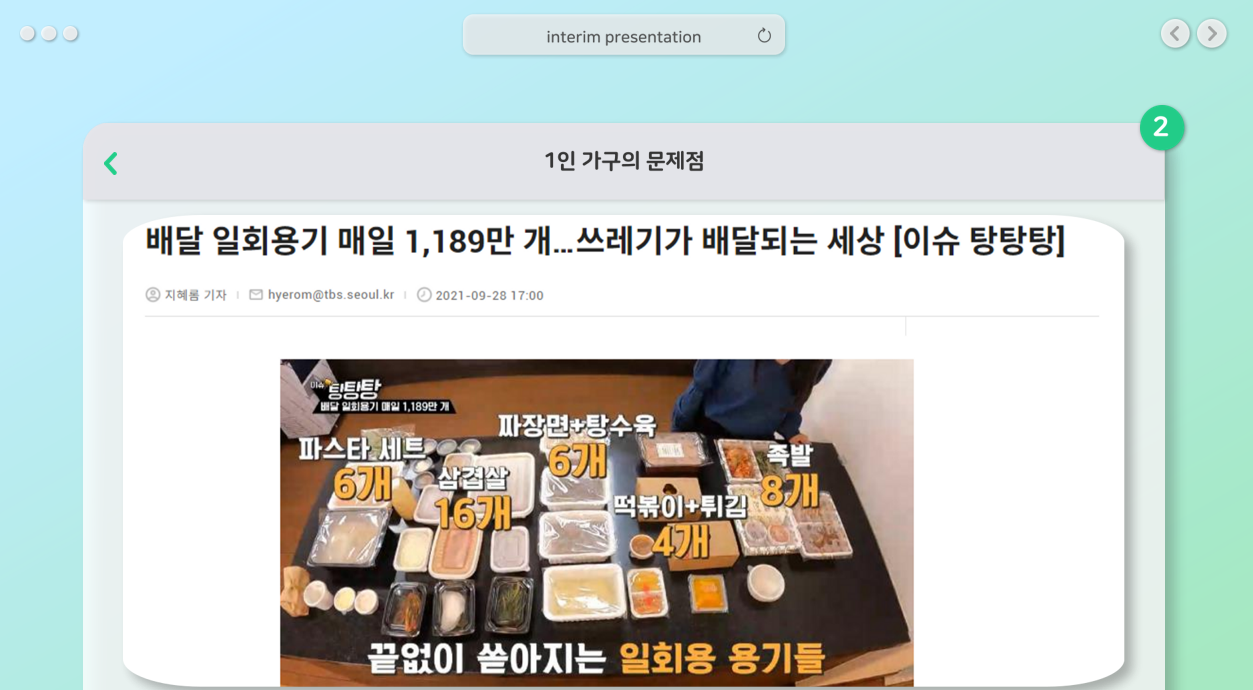 interim presentation
2
1인 가구의 문제점
배달 일회용기 매일 1,189만 개…쓰레기가 배달되는 세상 [이슈 탕탕탕]
지혜롬 기자 hyerom@tbs.seoul.kr 2021-09-28 17:00
이슈 탕탕탕
배달 일회용기 매일 1,189만 개
짜장면+탕수육
6개
파스타 세트
6개
삼겹살
16개
족발
8개
떡볶이+튀김
4개
끝없이 쏟아지는 일회용 용기들